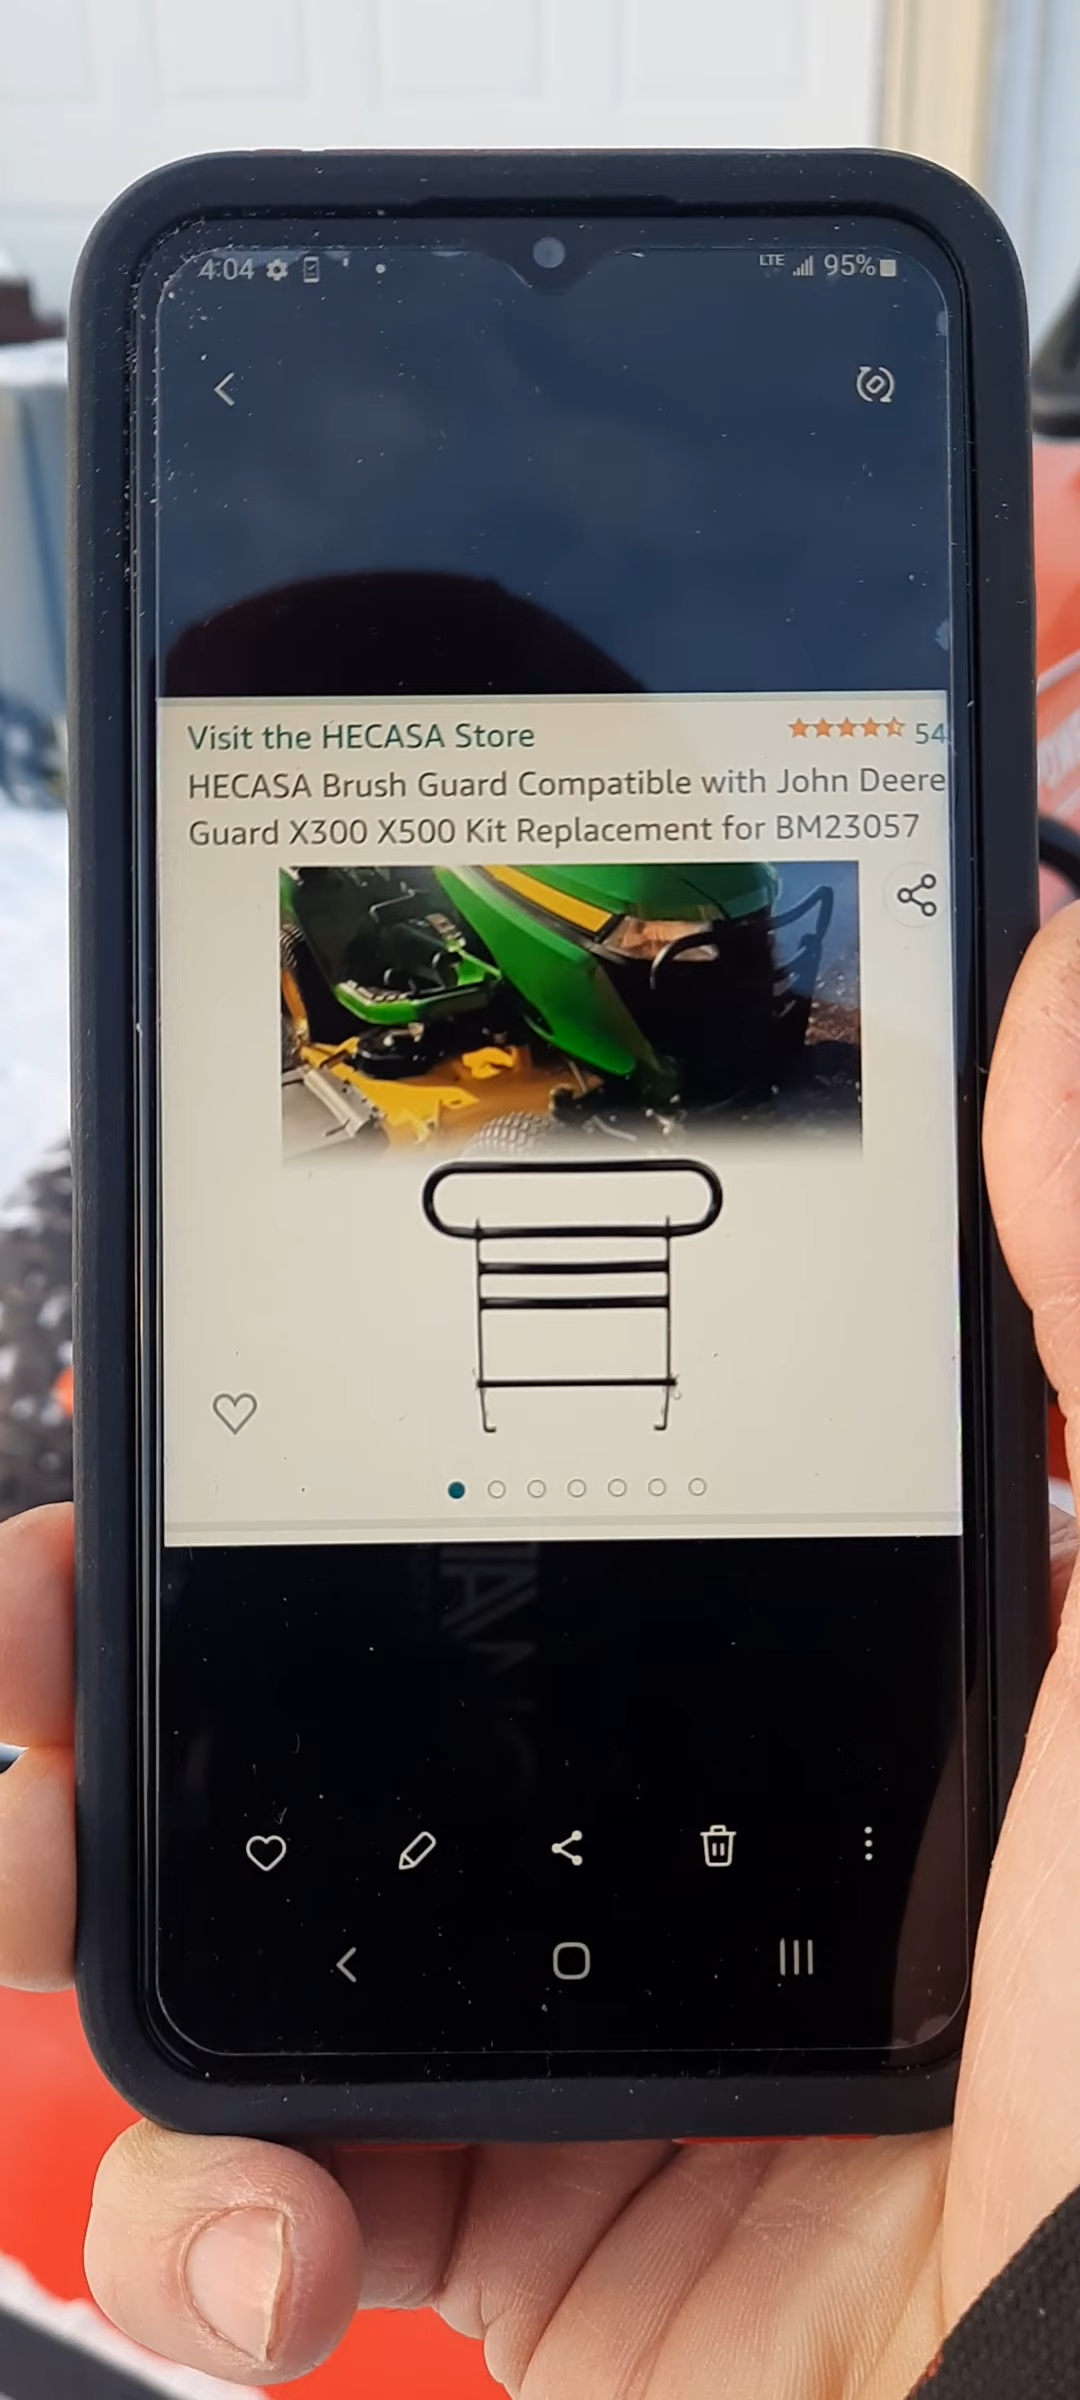 4:04
LTE 95%
Visit the HECASA Store
54
HECASA Brush Guard Compatible with John Deere
Guard X300 X500 Kit Replacement for BM23057